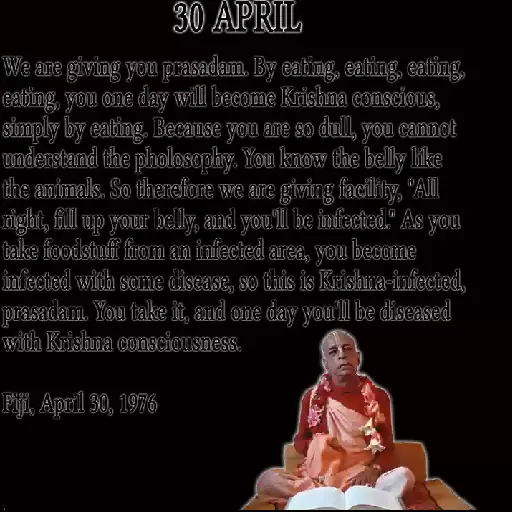 30 APRIL
We are giving you prasadam. By eating, eating, eating,
eating, you one day will become Krishna conscious,
simply by eating. Because you are so dull, you cannot
understand the pholosophy. You know the belly like
the animals. So therefore we are giving facility, "All
right, fill up your belly, and you'll be infected." As you
take foodstuff from an infected area, you become
infected with some disease, so this is Krishna-infected,
prasadam. You take it, and one day you'll be diseased
with Krishna consciousness.
Fiji, April 30, 1976